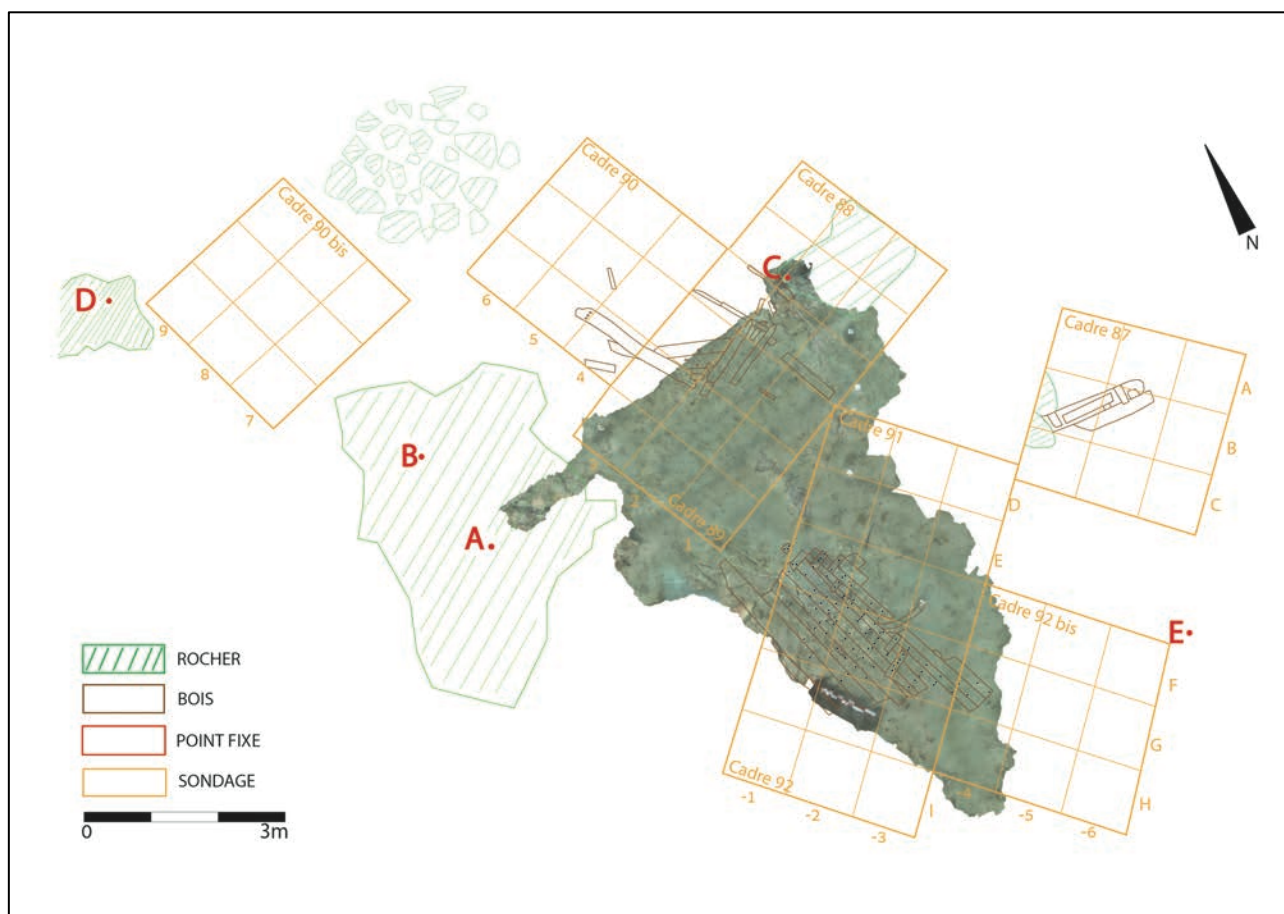 Cadre 90
Cadre 88
Cadre 90 bis
N
C
D
9
8
7
6
5
4
Cadre 87
A
B
C
B
A
2
Cadre 89
Cadre 91
D
E
Cadre 92 bis
E
F
G
H
I
Cadre 92
-1
-2
-3
-4
-5
-6
ROCHER
BOIS
POINT FIXE
SONDAGE
0
3m